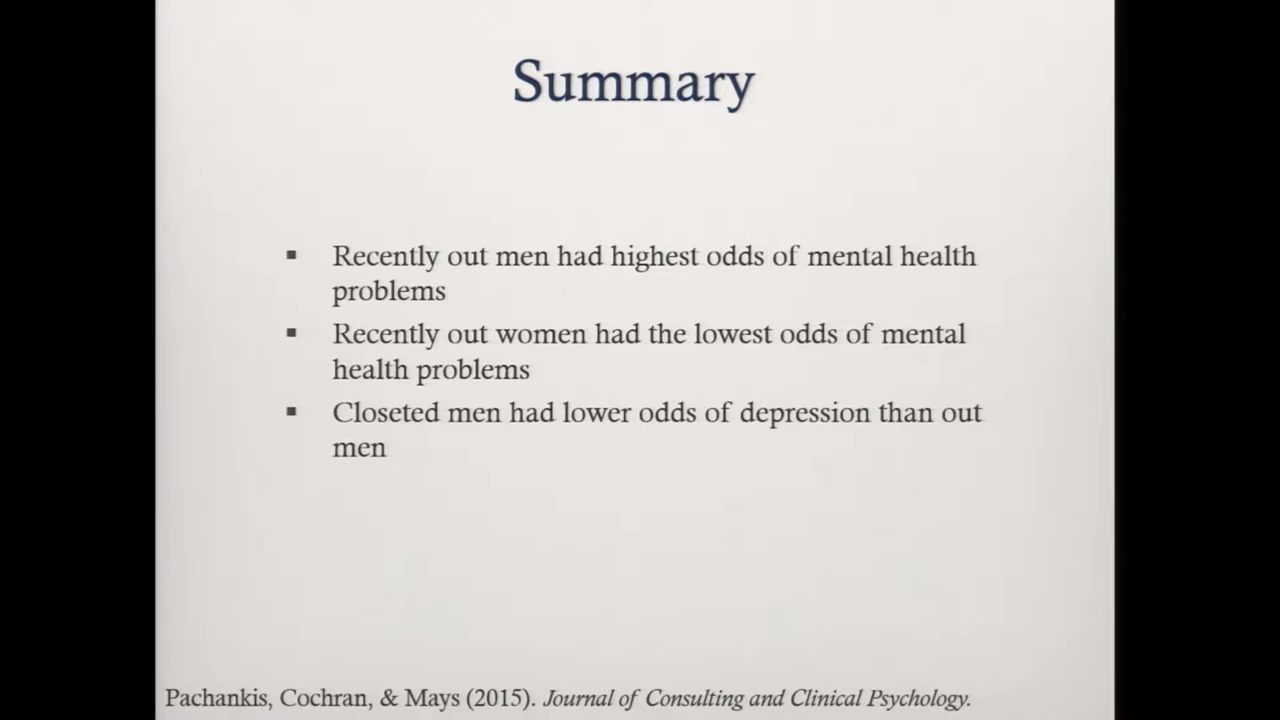 Summary
▪ Recently out men had highest odds of mental health
problems
▪ Recently out women had the lowest odds of mental
health problems
▪ Closeted men had lower odds of depression than out
men
Pachankis, Cochran, & Mays (2015). Journal of Consulting and Clinical Psychology.